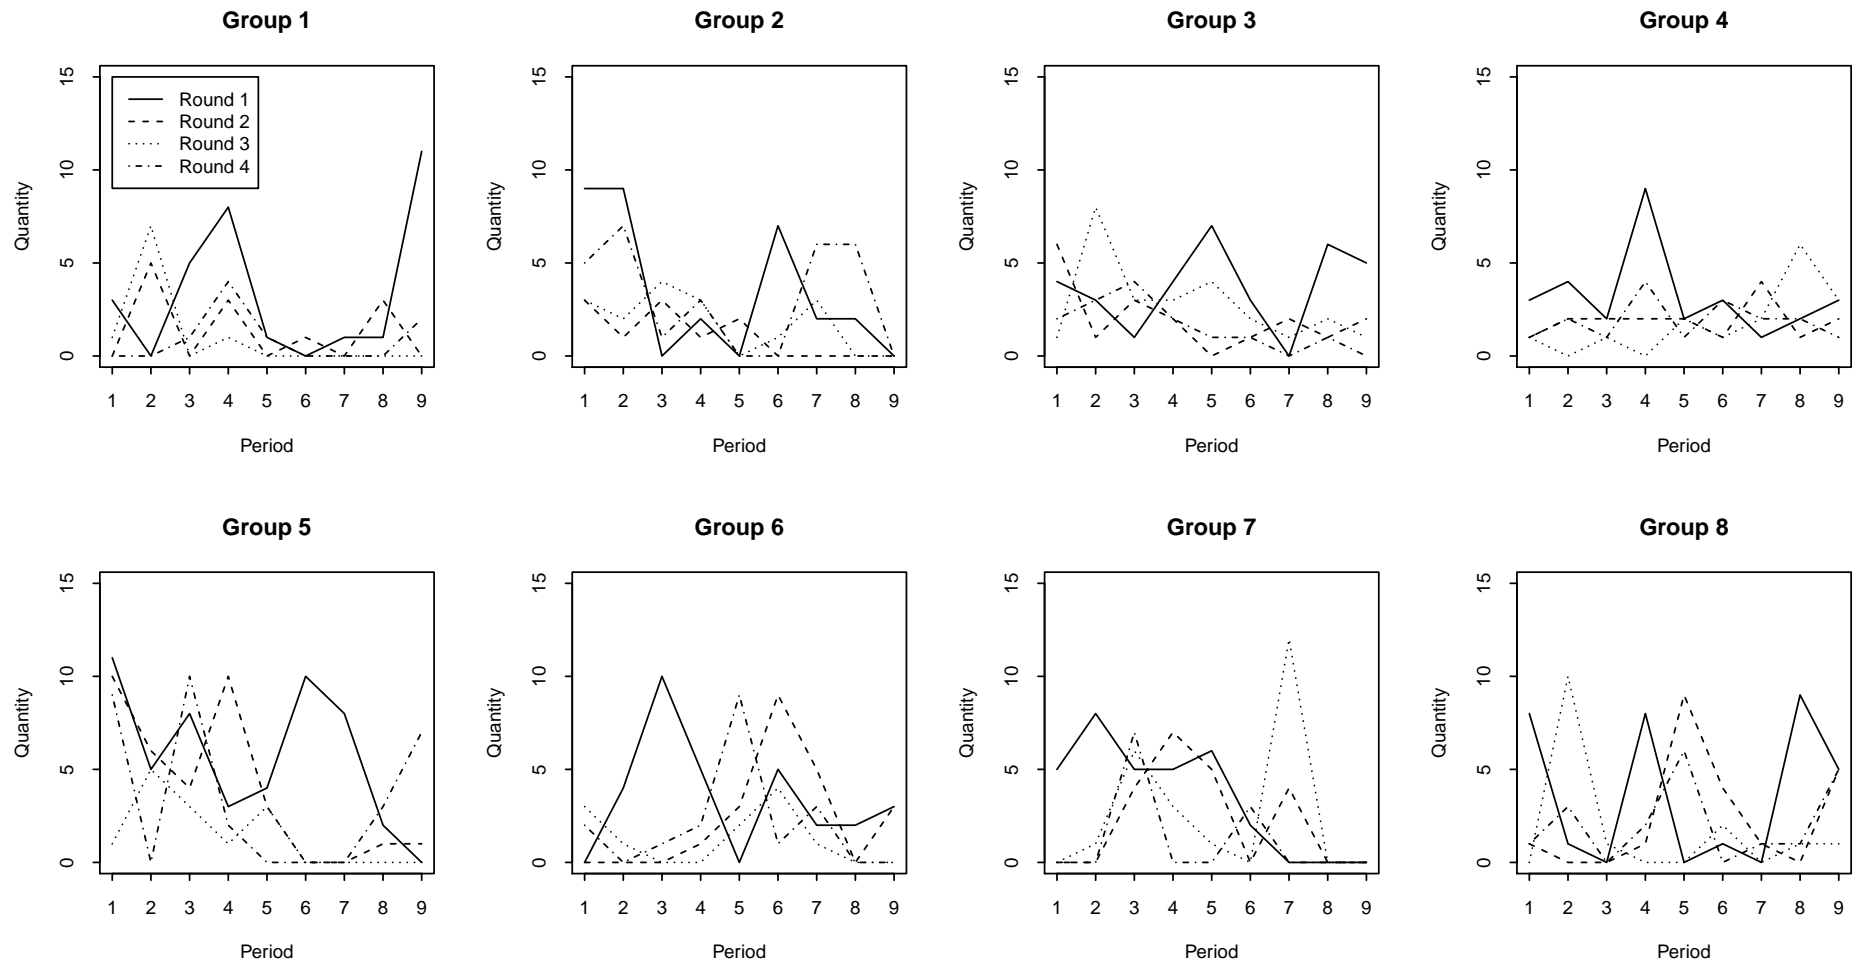 Group 1
Quantity
15
10
5
0
Round 1
Round 2
Round 3
Round 4
1 2 3 4 5 6 7 8 9
Period
Group 2
Quantity
15
10
5
0
1 2 3 4 5 6 7 8 9
Period
Group 3
Quantity
15
10
5
0
1 2 3 4 5 6 7 8 9
Period
Group 4
Quantity
15
10
5
0
1 2 3 4 5 6 7 8 9
Period
Group 5
Quantity
15
10
5
0
1 2 3 4 5 6 7 8 9
Period
Group 6
Quantity
15
10
5
0
1 2 3 4 5 6 7 8 9
Period
Group 7
Quantity
15
10
5
0
1 2 3 4 5 6 7 8 9
Period
Group 8
Quantity
15
10
5
0
1 2 3 4 5 6 7 8 9
Period